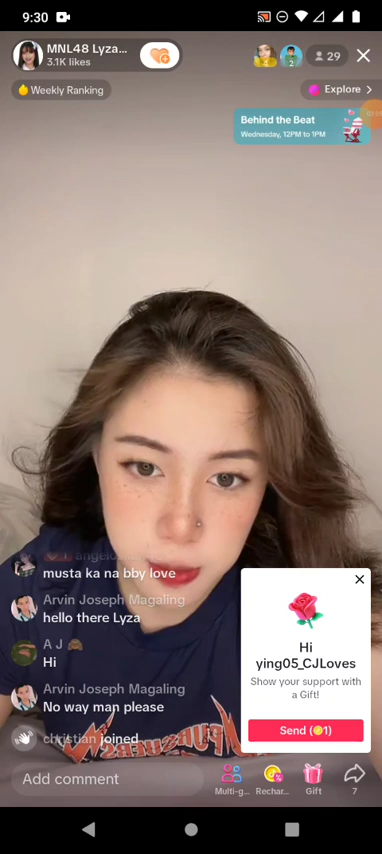 9:30
MNL48 Lyza...
3.1K likes
29
Weekly Ranking
Explore
Behind the Beat
Wednesday, 12PM to 1PM
musta ka na bby love
Arvin Joseph Magaling
hello there Lyza
A J
Hi
Arvin Joseph Magaling
No way man please
christian joined
Hi
ying05_CJLoves
Show your support with
a Gift!
Send (1)
Add comment
Multi-g...
Rechar...
Gift
7